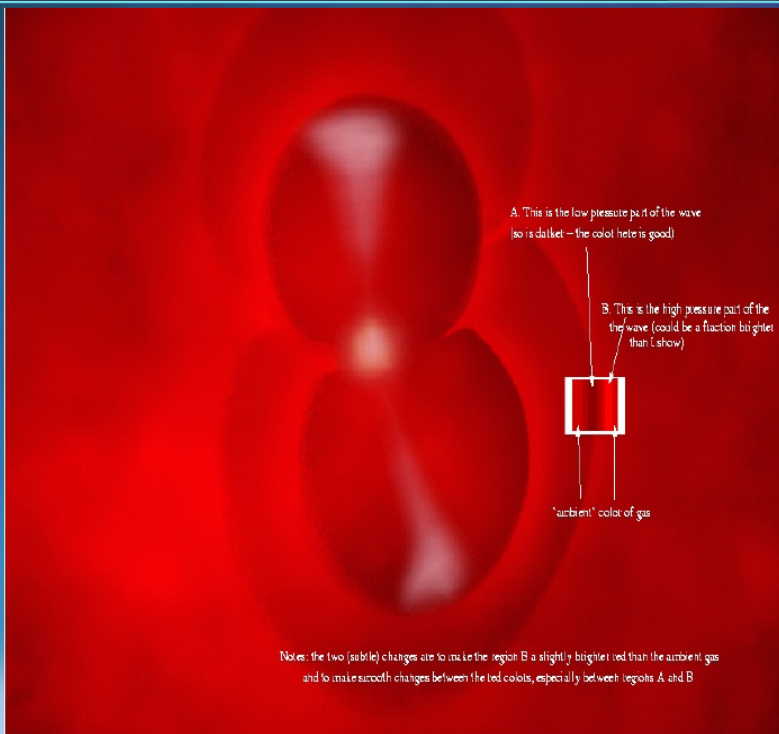 A. This is the low pressure part of the wave
(so is darker – the color here is good)
B. This is the high pressure part of the
the wave (could be a fraction brighter
than I show)
"ambient" color of gas
Notes: the two (subtle) changes are to make the region B a slightly brighter red than the ambient gas
and to make smooth changes between the red colors, especially between regions A and B